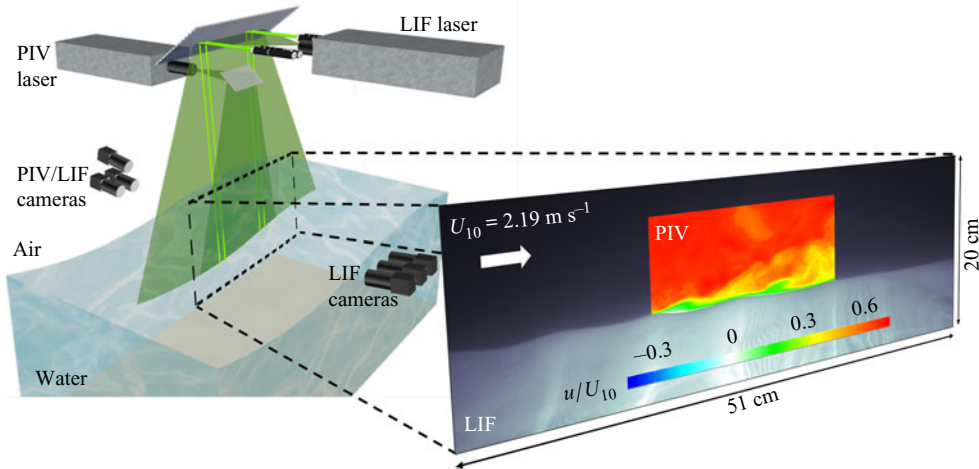 LIF laser
PIV
laser
PIV/LIF
cameras
Air
LIF
cameras
Water
U10 = 2.19 m s−1
PIV
20 cm
−0.3
0
0.3
0.6
u/U10
51 cm
LIF